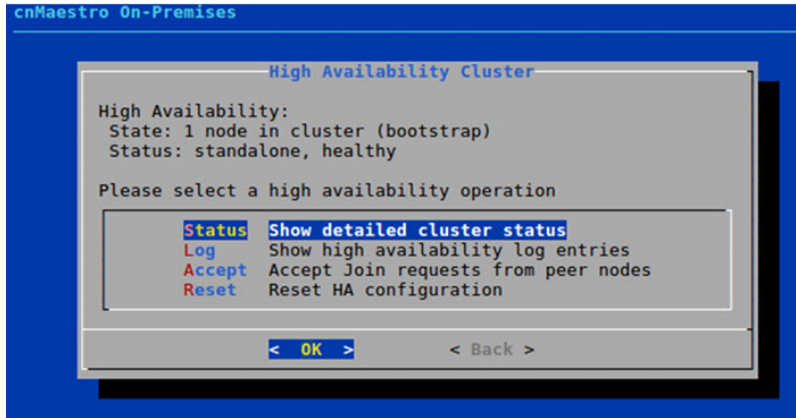 cnMaestro On-Premises
High Availability Cluster
High Availability:
State: 1 node in cluster (bootstrap)
Status: standalone, healthy
Please select a high availability operation
Status Show detailed cluster status
Log Show high availability log entries
Accept Accept Join requests from peer nodes
Reset Reset HA configuration
< OK > < Back >